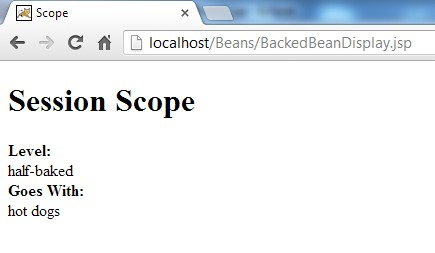 Scope
localhost/Beans/BackedBeanDisplay.jsp
Session Scope
Level:
half-baked
Goes With:
hot dogs